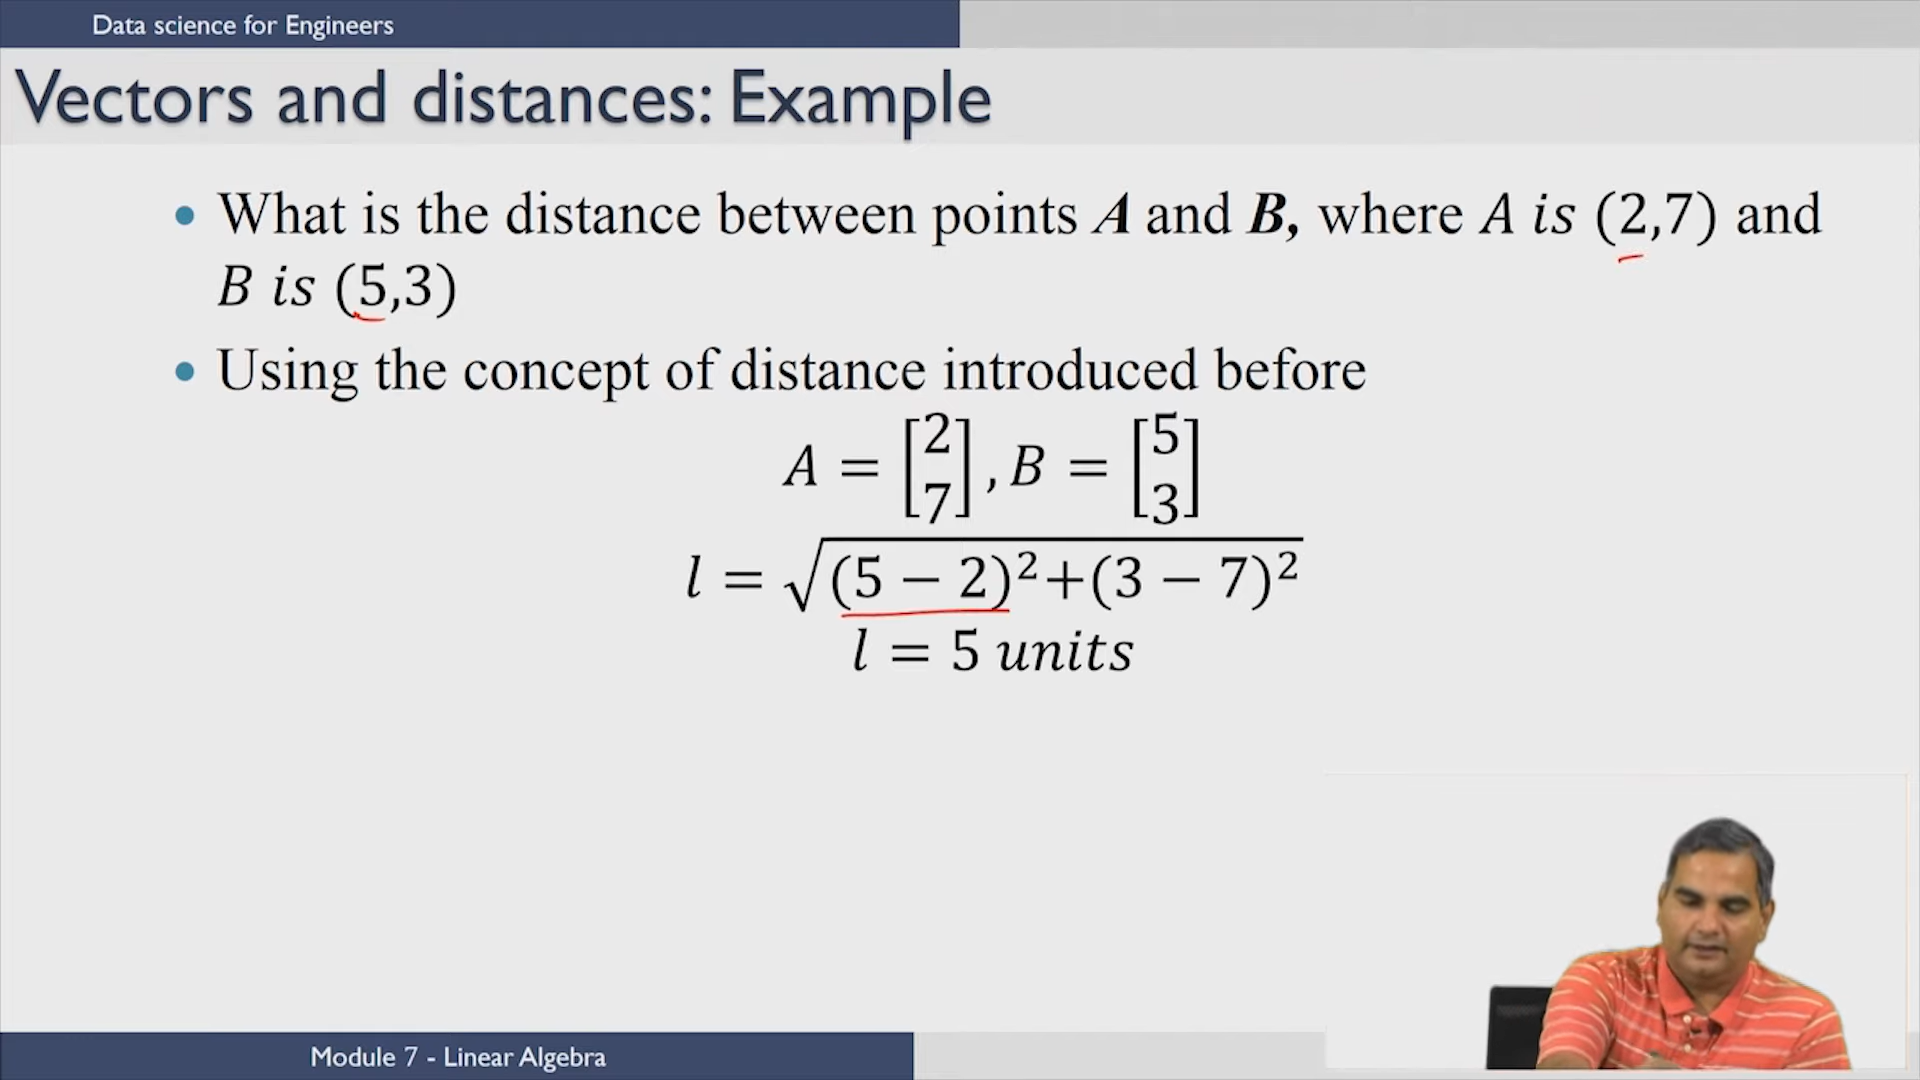 Data science for Engineers
Vectors and distances: Example
• What is the distance between points A and B, where A is (2,7) and
B is (5,3)
• Using the concept of distance introduced before
A = [2 7], B = [5 3]
l = √(5 − 2)²+(3 − 7)²
l = 5 units
Module 7 - Linear Algebra